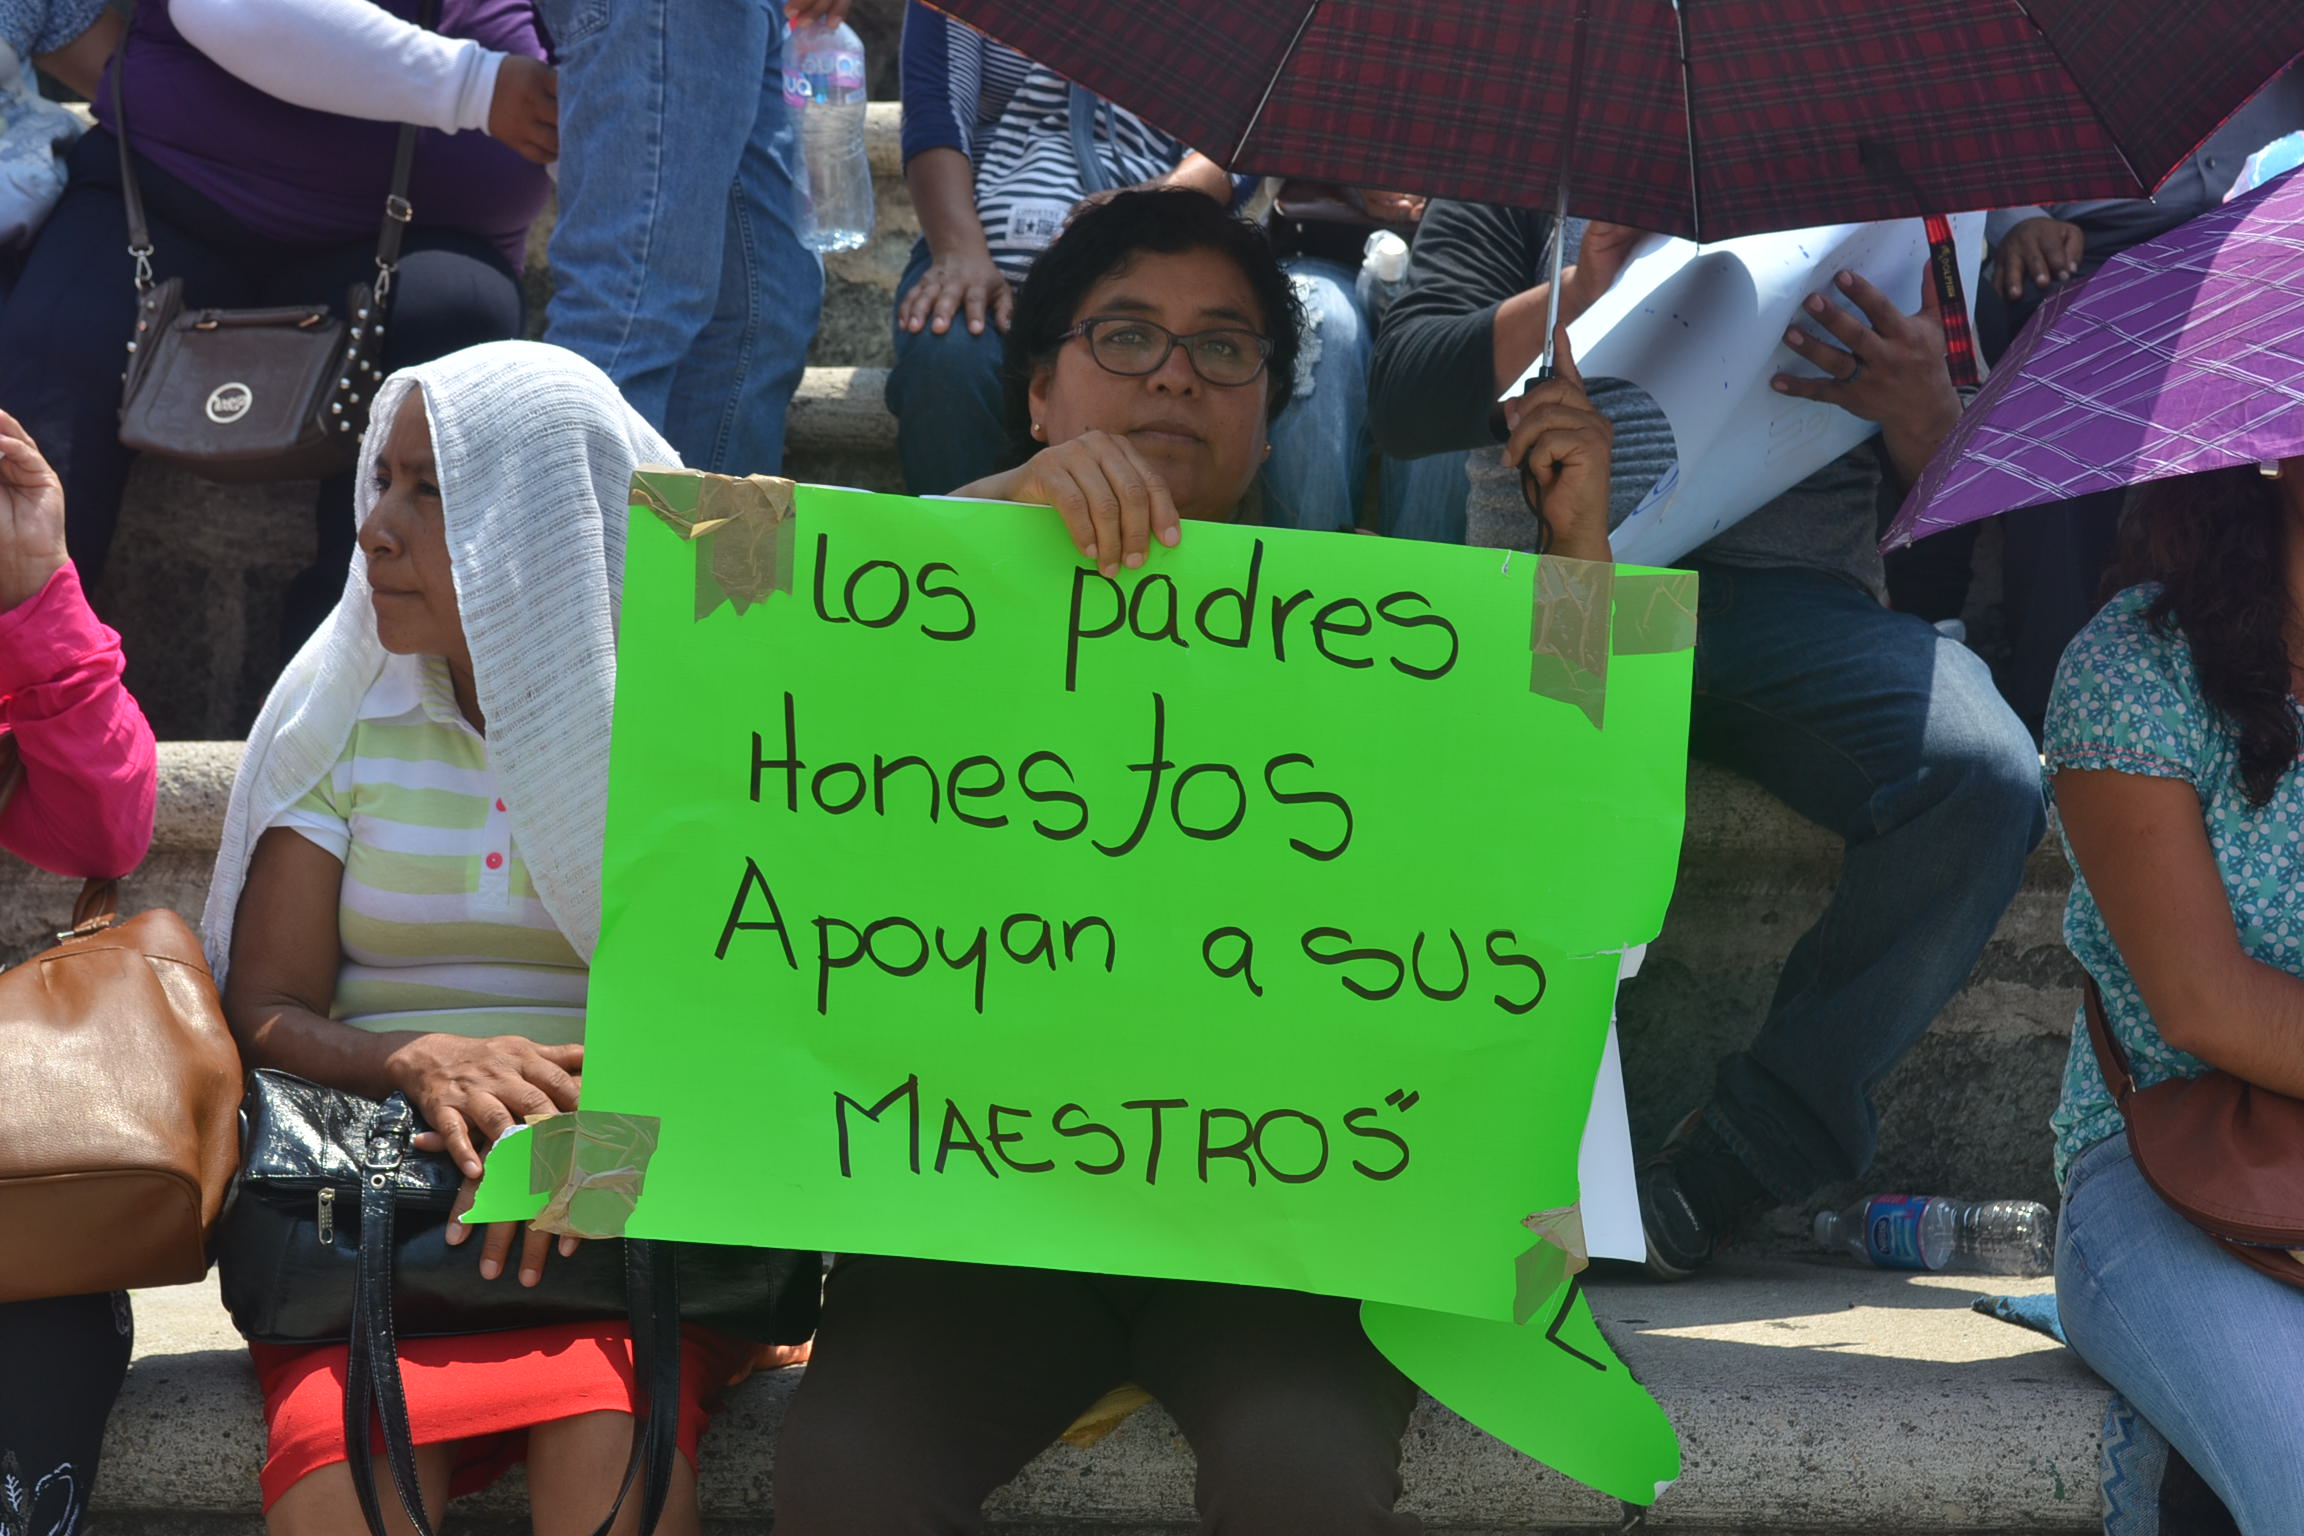 Los padres
Honestos
Apoyan a sus
MAESTROS"
L